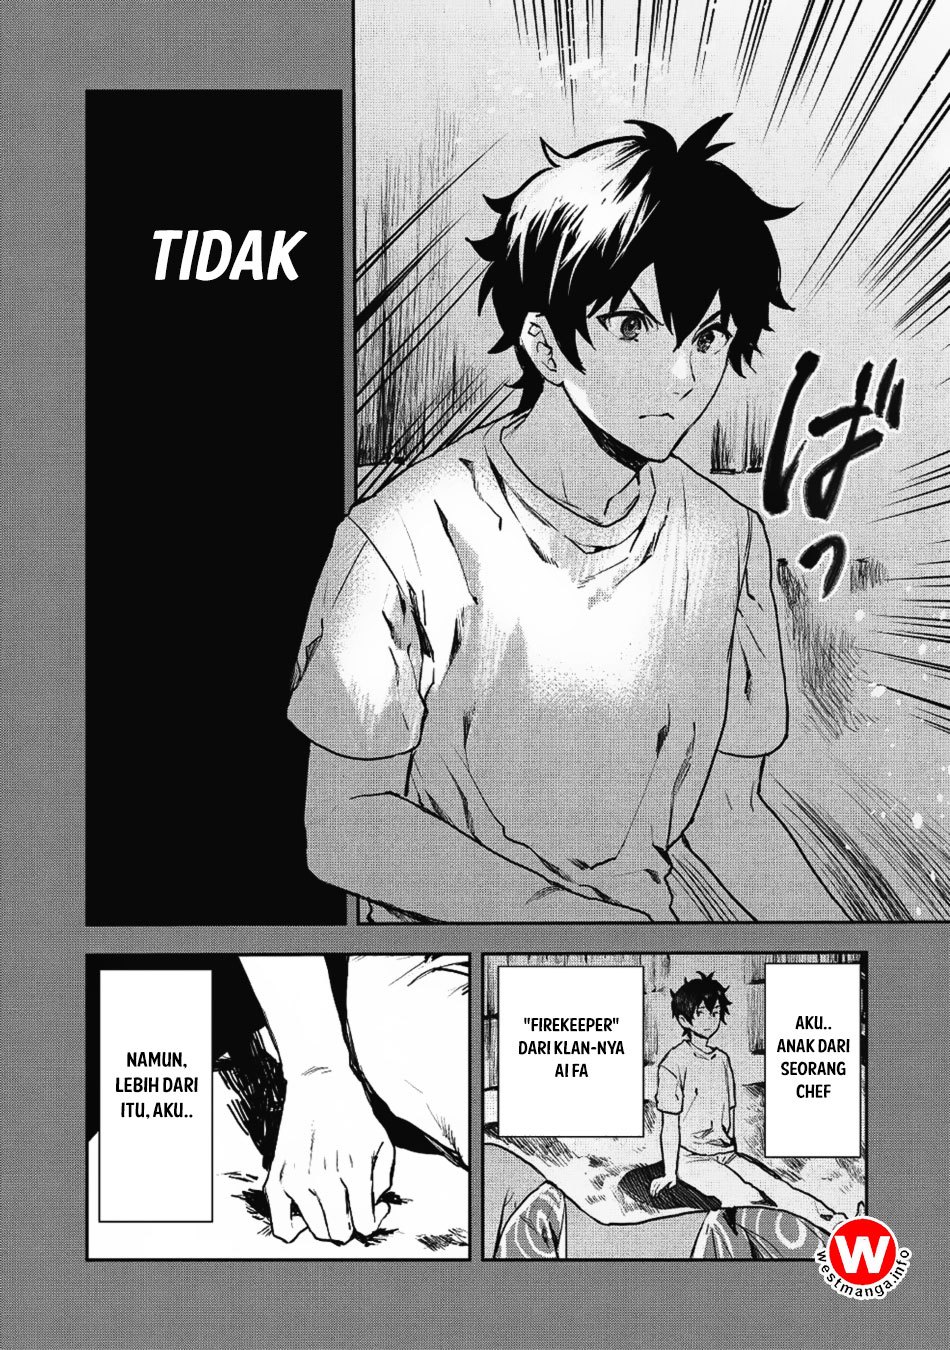 TIDAK
ばっ
AKU..
ANAK DARI
SEORANG
CHEF
"FIREKEEPER"
DARI KLAN-NYA
AI FA
NAMUN,
LEBIH DARI
ITU, AKU..
W
westmanga.info